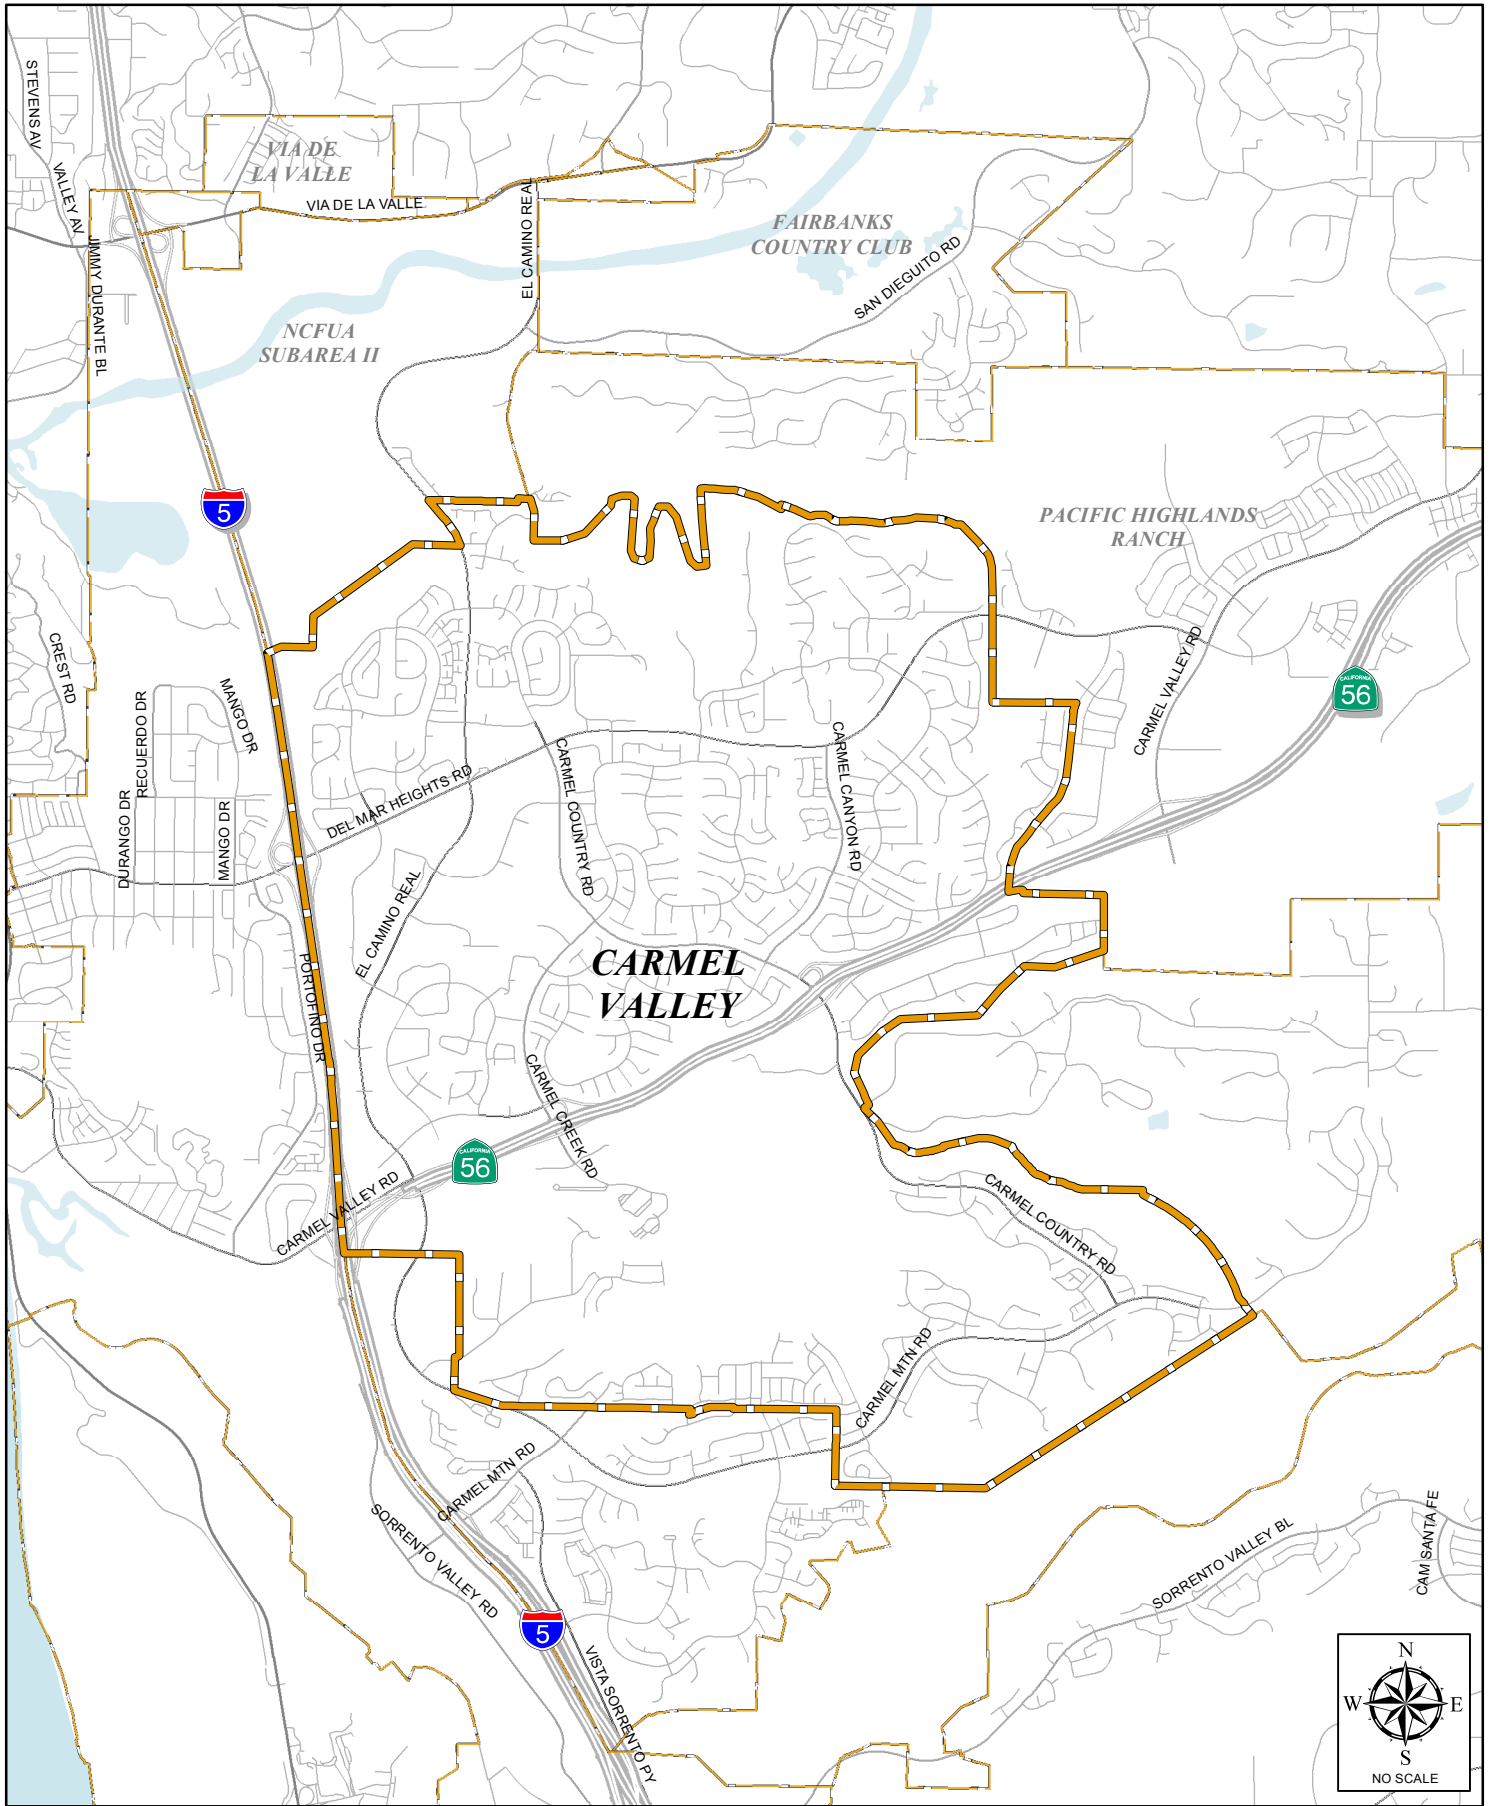 STEVENS AV
VIA DE
LA VALLE
VALLEY AV
VIA DE LA VALLE
EL CAMINO REAL
FAIRBANKS
COUNTRY CLUB
SAN DIEGUITO RD
JIMMY DURANTE BL
NCFUA
SUBAREA II
5
PACIFIC HIGHLANDS
RANCH
CREST RD
MANGO DR
RECUERDO DR
CARMEL VALLEY RD
CALIFORNIA
56
DURANGO DR
MANGO DR
DEL MAR HEIGHTS RD
CARMEL COUNTRY RD
CARMEL CANYON RD
EL CAMINO REAL
PORTOFINO DR
CARMEL
VALLEY
CARMEL CREEK RD
CALIFORNIA
56
CARMEL VALLEY RD
CARMEL COUNTRY RD
CARMEL MTN RD
CARMEL MTN RD
SORRENTO VALLEY RD
SORRENTO VALLEY BL
CAM SANTA FE
5
VISTA SORRENTO PY
N
W
E
S
NO SCALE